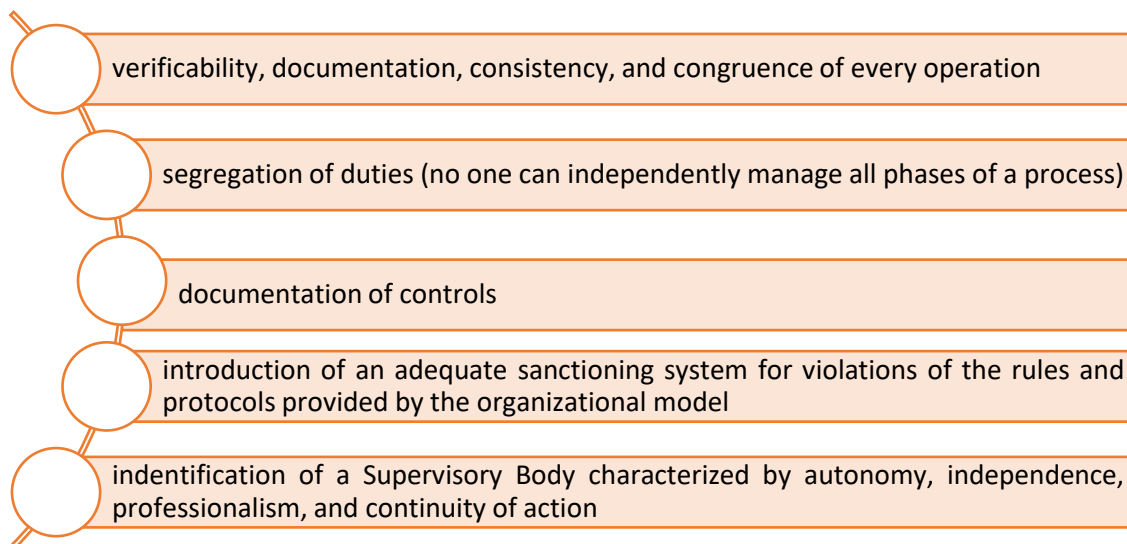 verificability, documentation, consistency, and congruence of every operation
segregation of duties (no one can independently manage all phases of a process)
documentation of controls
introduction of an adequate sanctioning system for violations of the rules and
protocols provided by the organizational model
indentification of a Supervisory Body characterized by autonomy, independence,
professionalism, and continuity of action